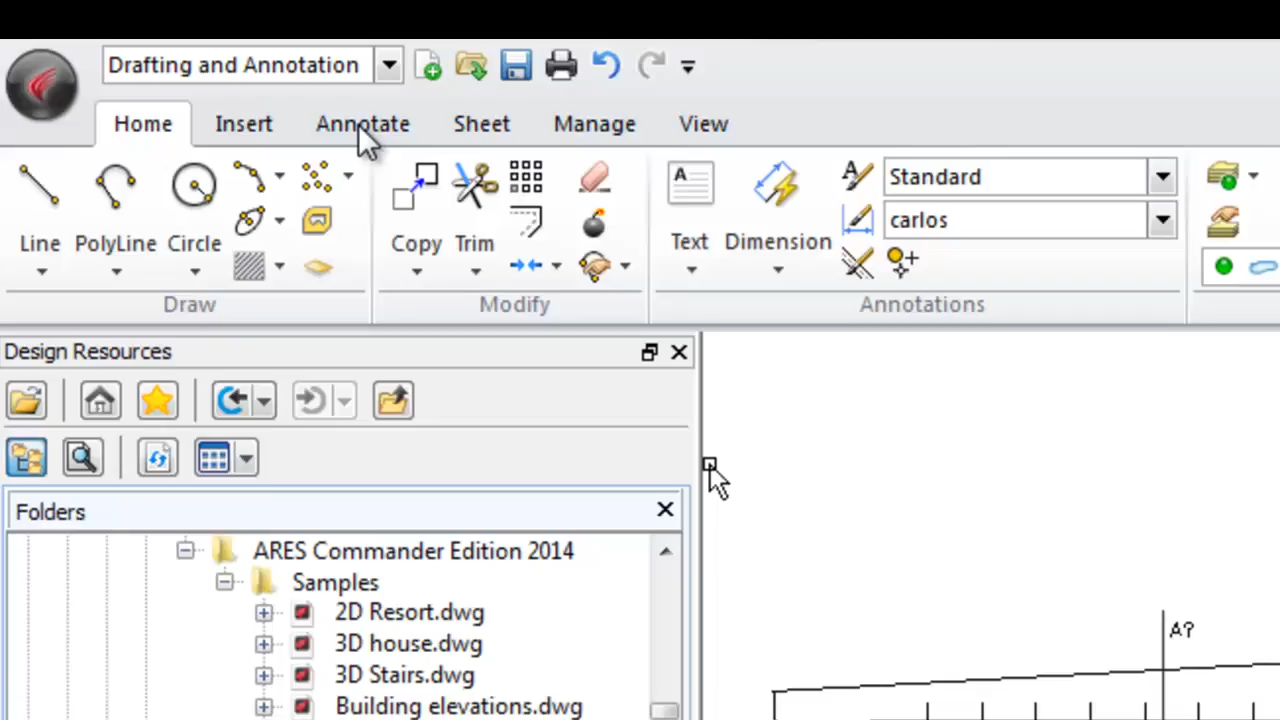 Drafting and Annotation
Home Insert Annotate Sheet Manage View
A Standard
carlos
Line PolyLine Circle Copy Trim Text Dimension
Draw Modify Annotations
Design Resources
Folders
ARES Commander Edition 2014
Samples
2D Resort.dwg
3D house.dwg
A?
3D Stairs.dwg
Building elevations.dwg